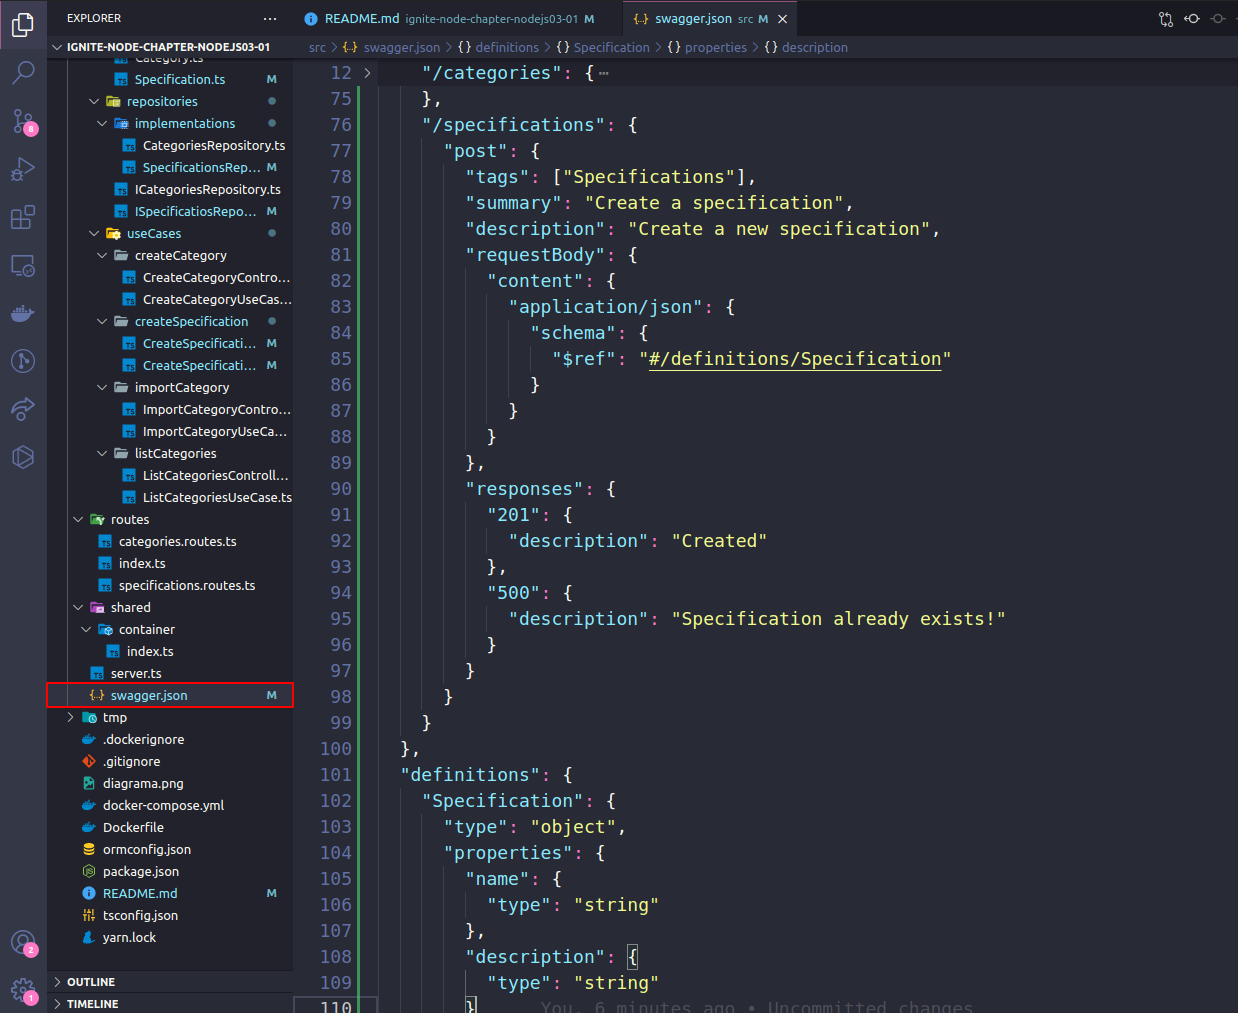 EXPLORER
···
IGNITE-NODE-CHAPTER-NODEJS03-01
Category.ts
Specification.ts M
repositories
implementations
CategoriesRepository.ts
SpecificationsRep... M
ICategoriesRepository.ts
ISpecificatiosRepo... M
useCases
createCategory
CreateCategoryContro...
CreateCategoryUseCas...
createSpecification
CreateSpecificati... M
CreateSpecificati... M
importCategory
ImportCategoryContro...
ImportCategoryUseCa...
listCategories
ListCategoriesControll...
ListCategoriesUseCase.ts
routes
categories.routes.ts
index.ts
specifications.routes.ts
shared
container
index.ts
server.ts
{..} swagger.json M
tmp
.dockerignore
.gitignore
diagrama.png
docker-compose.yml
Dockerfile
ormconfig.json
package.json
README.md M
tsconfig.json
yarn.lock
OUTLINE
TIMELINE
8
2
1
README.md ignite-node-chapter-nodejs03-01 M
{..} swagger.json src M ×
src > {..} swagger.json > {} definitions > {} Specification > {} properties > {} description
12 > "/categories": {···
75 },
76 "/specifications": {
77 "post": {
78 "tags": ["Specifications"],
79 "summary": "Create a specification",
80 "description": "Create a new specification",
81 "requestBody": {
82 "content": {
83 "application/json": {
84 "schema": {
85 "$ref": "#/definitions/Specification"
86 }
87 }
88 }
89 },
90 "responses": {
91 "201": {
92 "description": "Created"
93 },
94 "500": {
95 "description": "Specification already exists!"
96 }
97 }
98 }
99 }
100 },
101 "definitions": {
102 "Specification": {
103 "type": "object",
104 "properties": {
105 "name": {
106 "type": "string"
107 },
108 "description": {
109 "type": "string"
110 } You, 6 minutes ago • Uncommitted changes